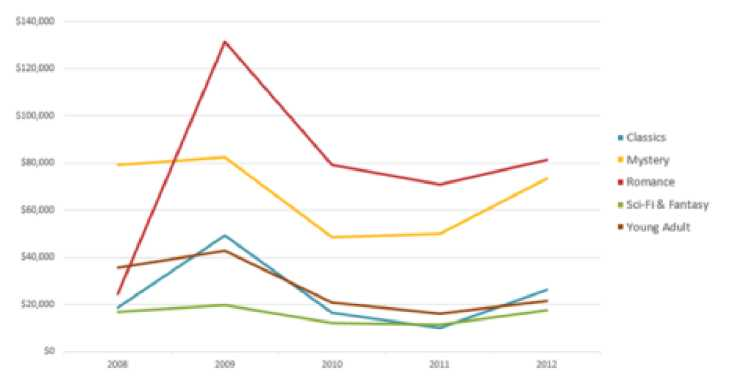 $140,000
$120,000
$100,000
$80,000
$60,000
$40,000
$20,000
$0
2008 2009 2010 2011 2012
Classics
Mystery
Romance
Sci-Fi & Fantasy
Young Adult